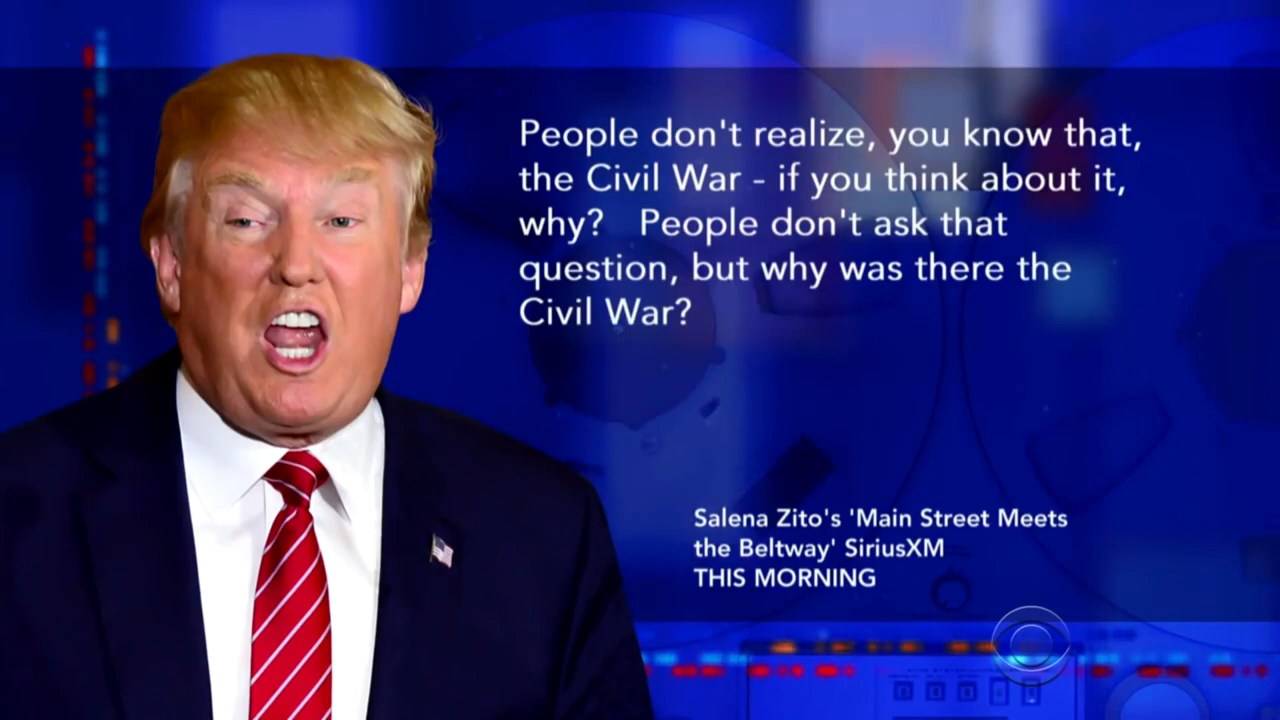 People don't realize, you know that,
the Civil War - if you think about it,
why?   People don't ask that
question, but why was there the
Civil War?
Salena Zito's 'Main Street Meets
the Beltway' SiriusXM
THIS MORNING